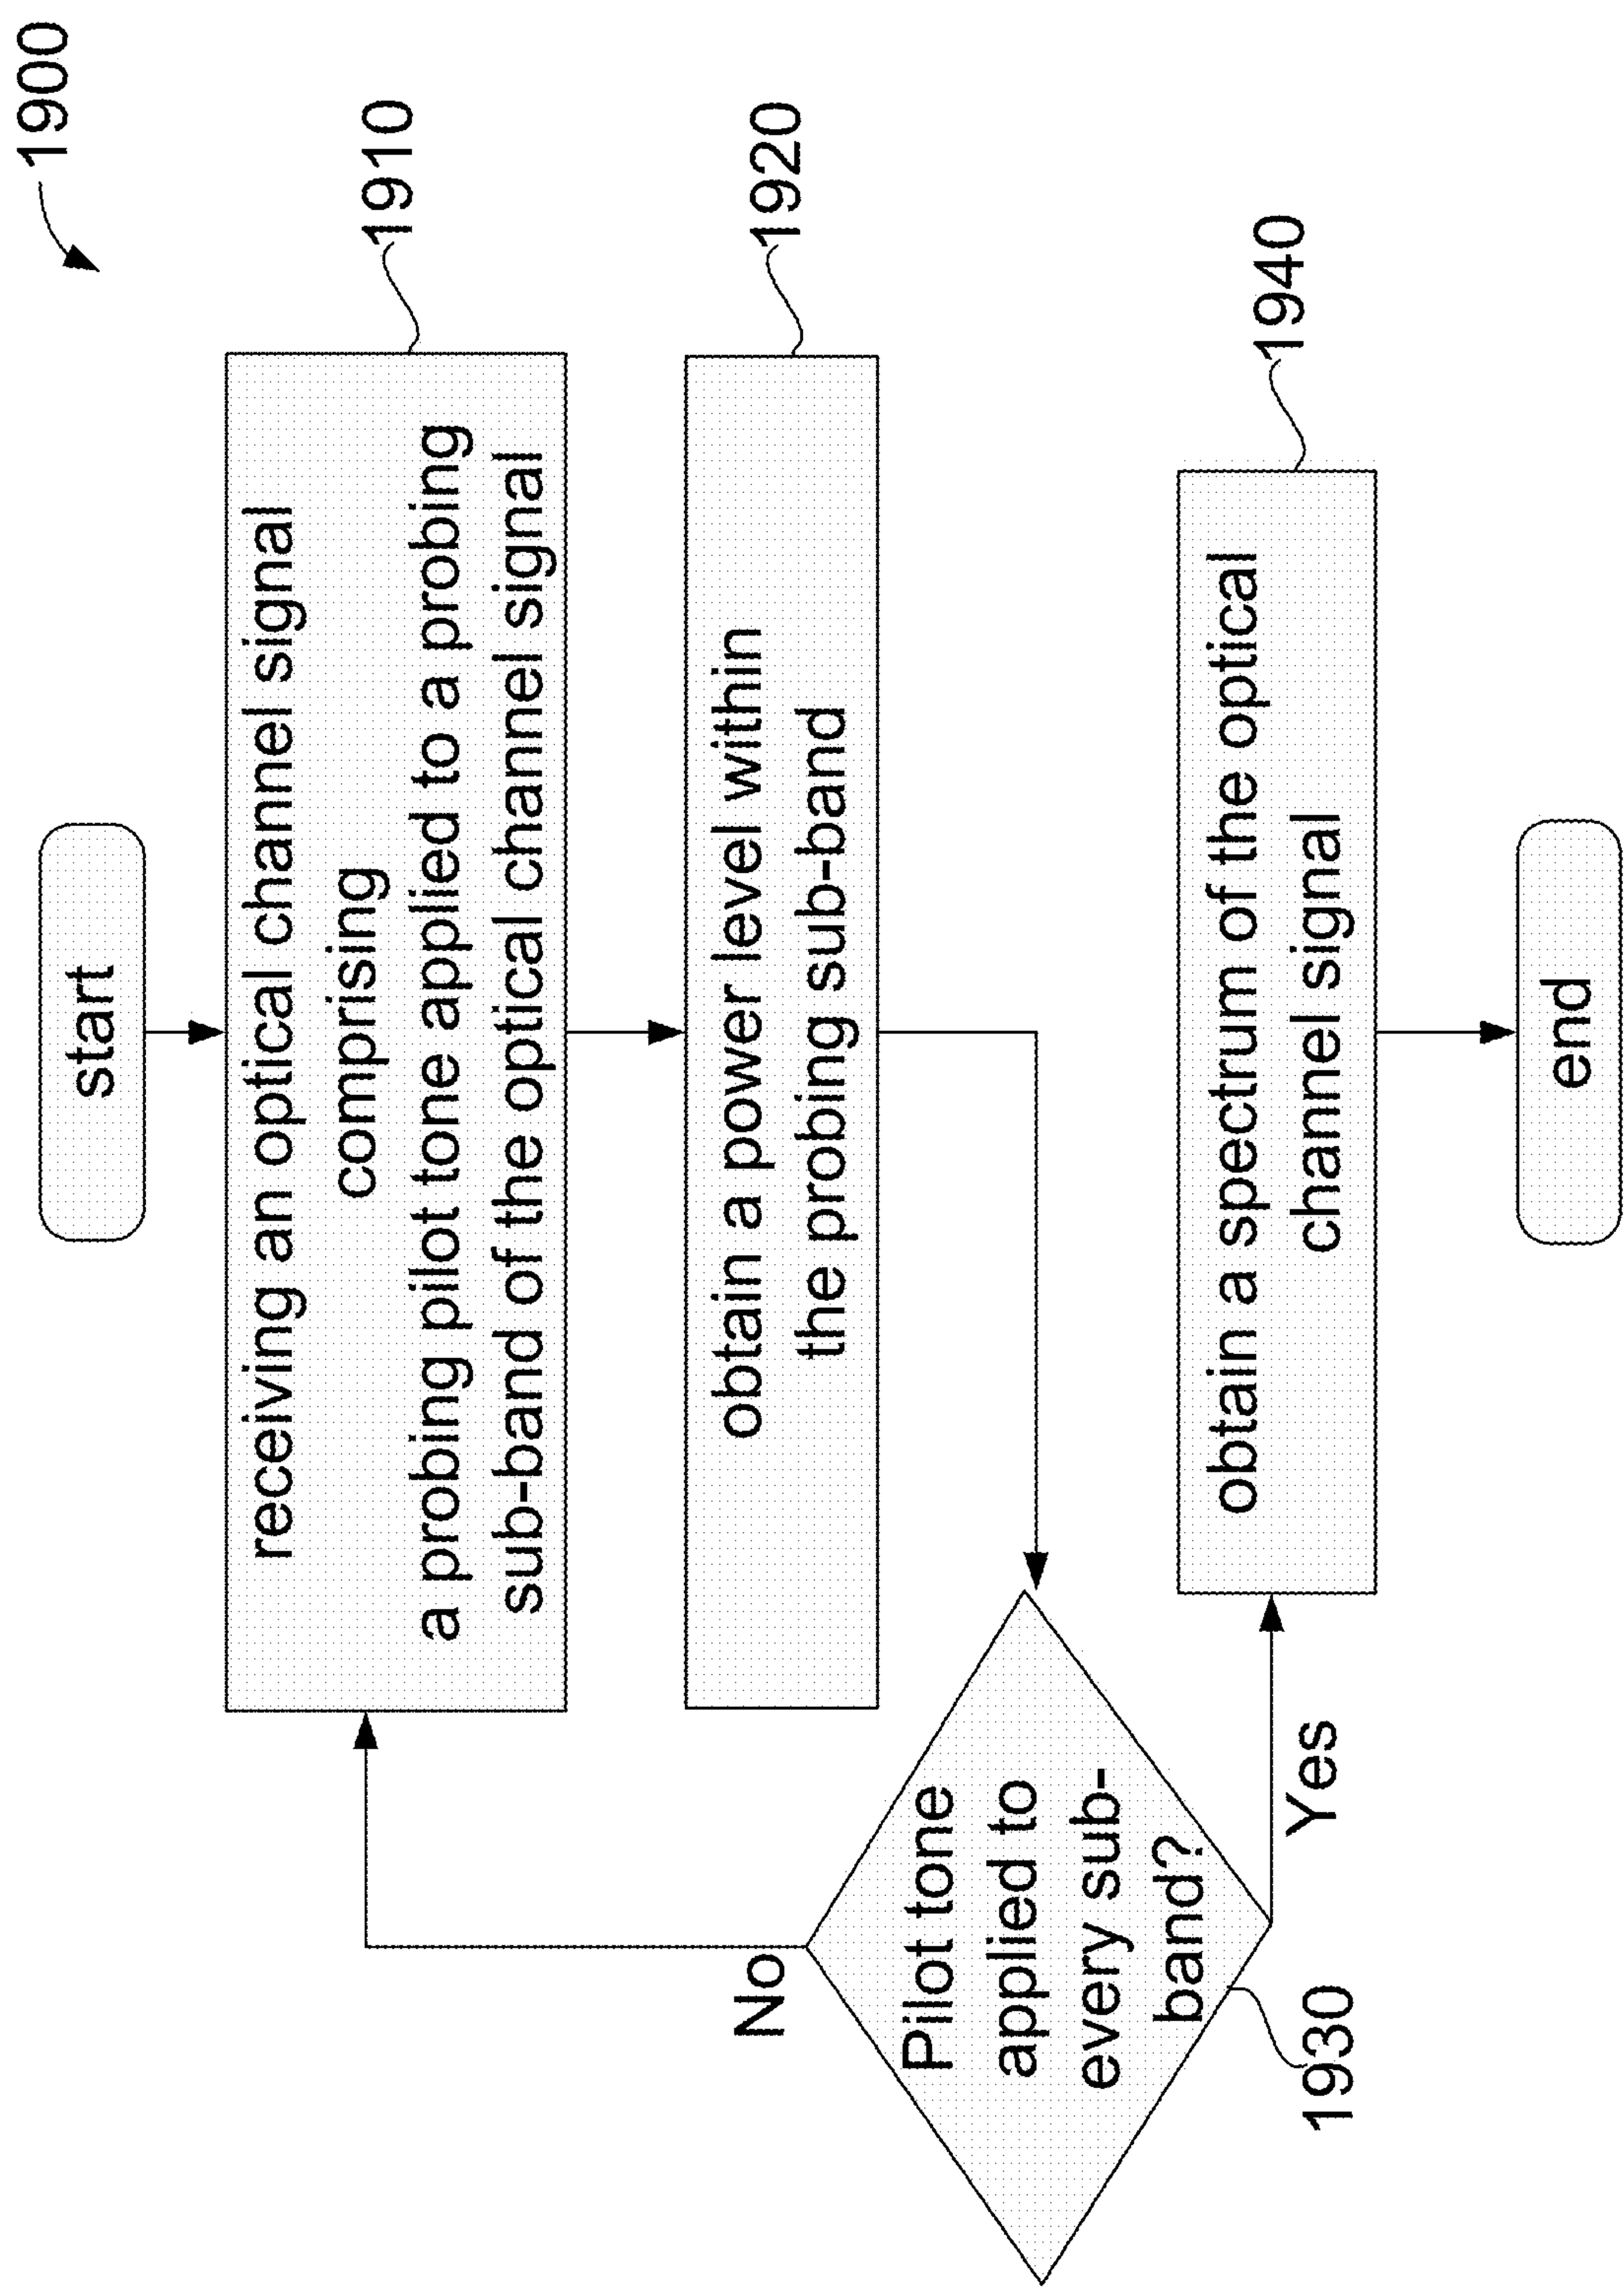 1900
start
receiving an optical channel signal
comprising
a probing pilot tone applied to a probing
sub-band of the optical channel signal
1910
obtain a power level within
the probing sub-band
1920
No
Pilot tone
applied to
every sub-
band?
1930
Yes
obtain a spectrum of the optical
channel signal
1940
end